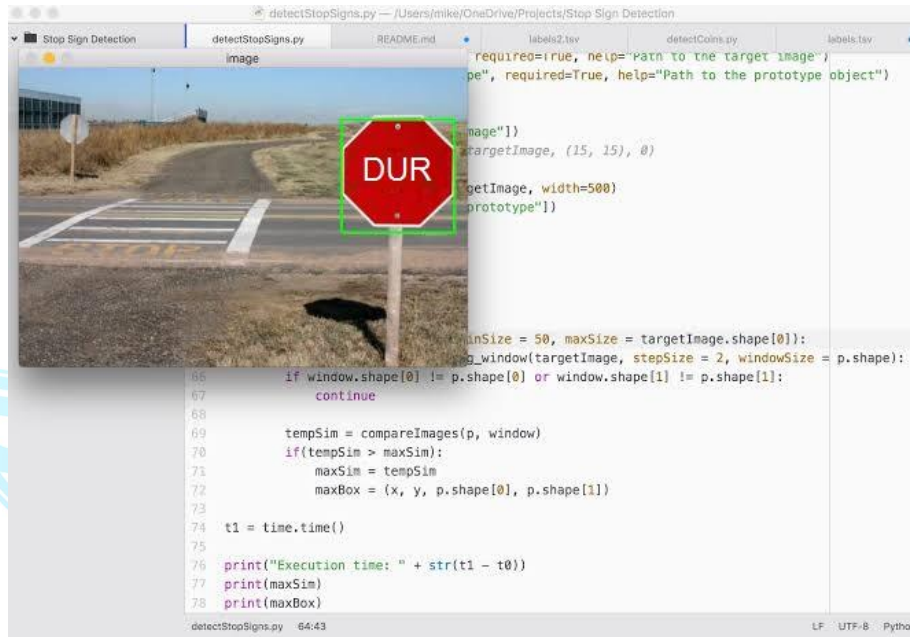 detectStopSigns.py — /Users/mike/OneDrive/Projects/Stop Sign Detection
Stop Sign Detection
detectStopSigns.py
README.md
labels2.tsv
detectCoins.py
labels.tsv
image
required=True, help="Path to the target image")
pe", required=True, help="Path to the prototype object")
mage"])
targetImage, (15, 15), 0)
getImage, width=500)
prototype"])
DUR
STOP
inSize = 50, maxSize = targetImage.shape[0]):
g_window(targetImage, stepSize = 2, windowSize = p.shape):
66 if window.shape[0] != p.shape[0] or window.shape[1] != p.shape[1]:
67 continue
68
69 tempSim = compareImages(p, window)
70 if(tempSim > maxSim):
71 maxSim = tempSim
72 maxBox = (x, y, p.shape[0], p.shape[1])
73
74 t1 = time.time()
75
76 print("Execution time: " + str(t1 - t0))
77 print(maxSim)
78 print(maxBox)
detectStopSigns.py 64:43
LF UTF-8 Pytho